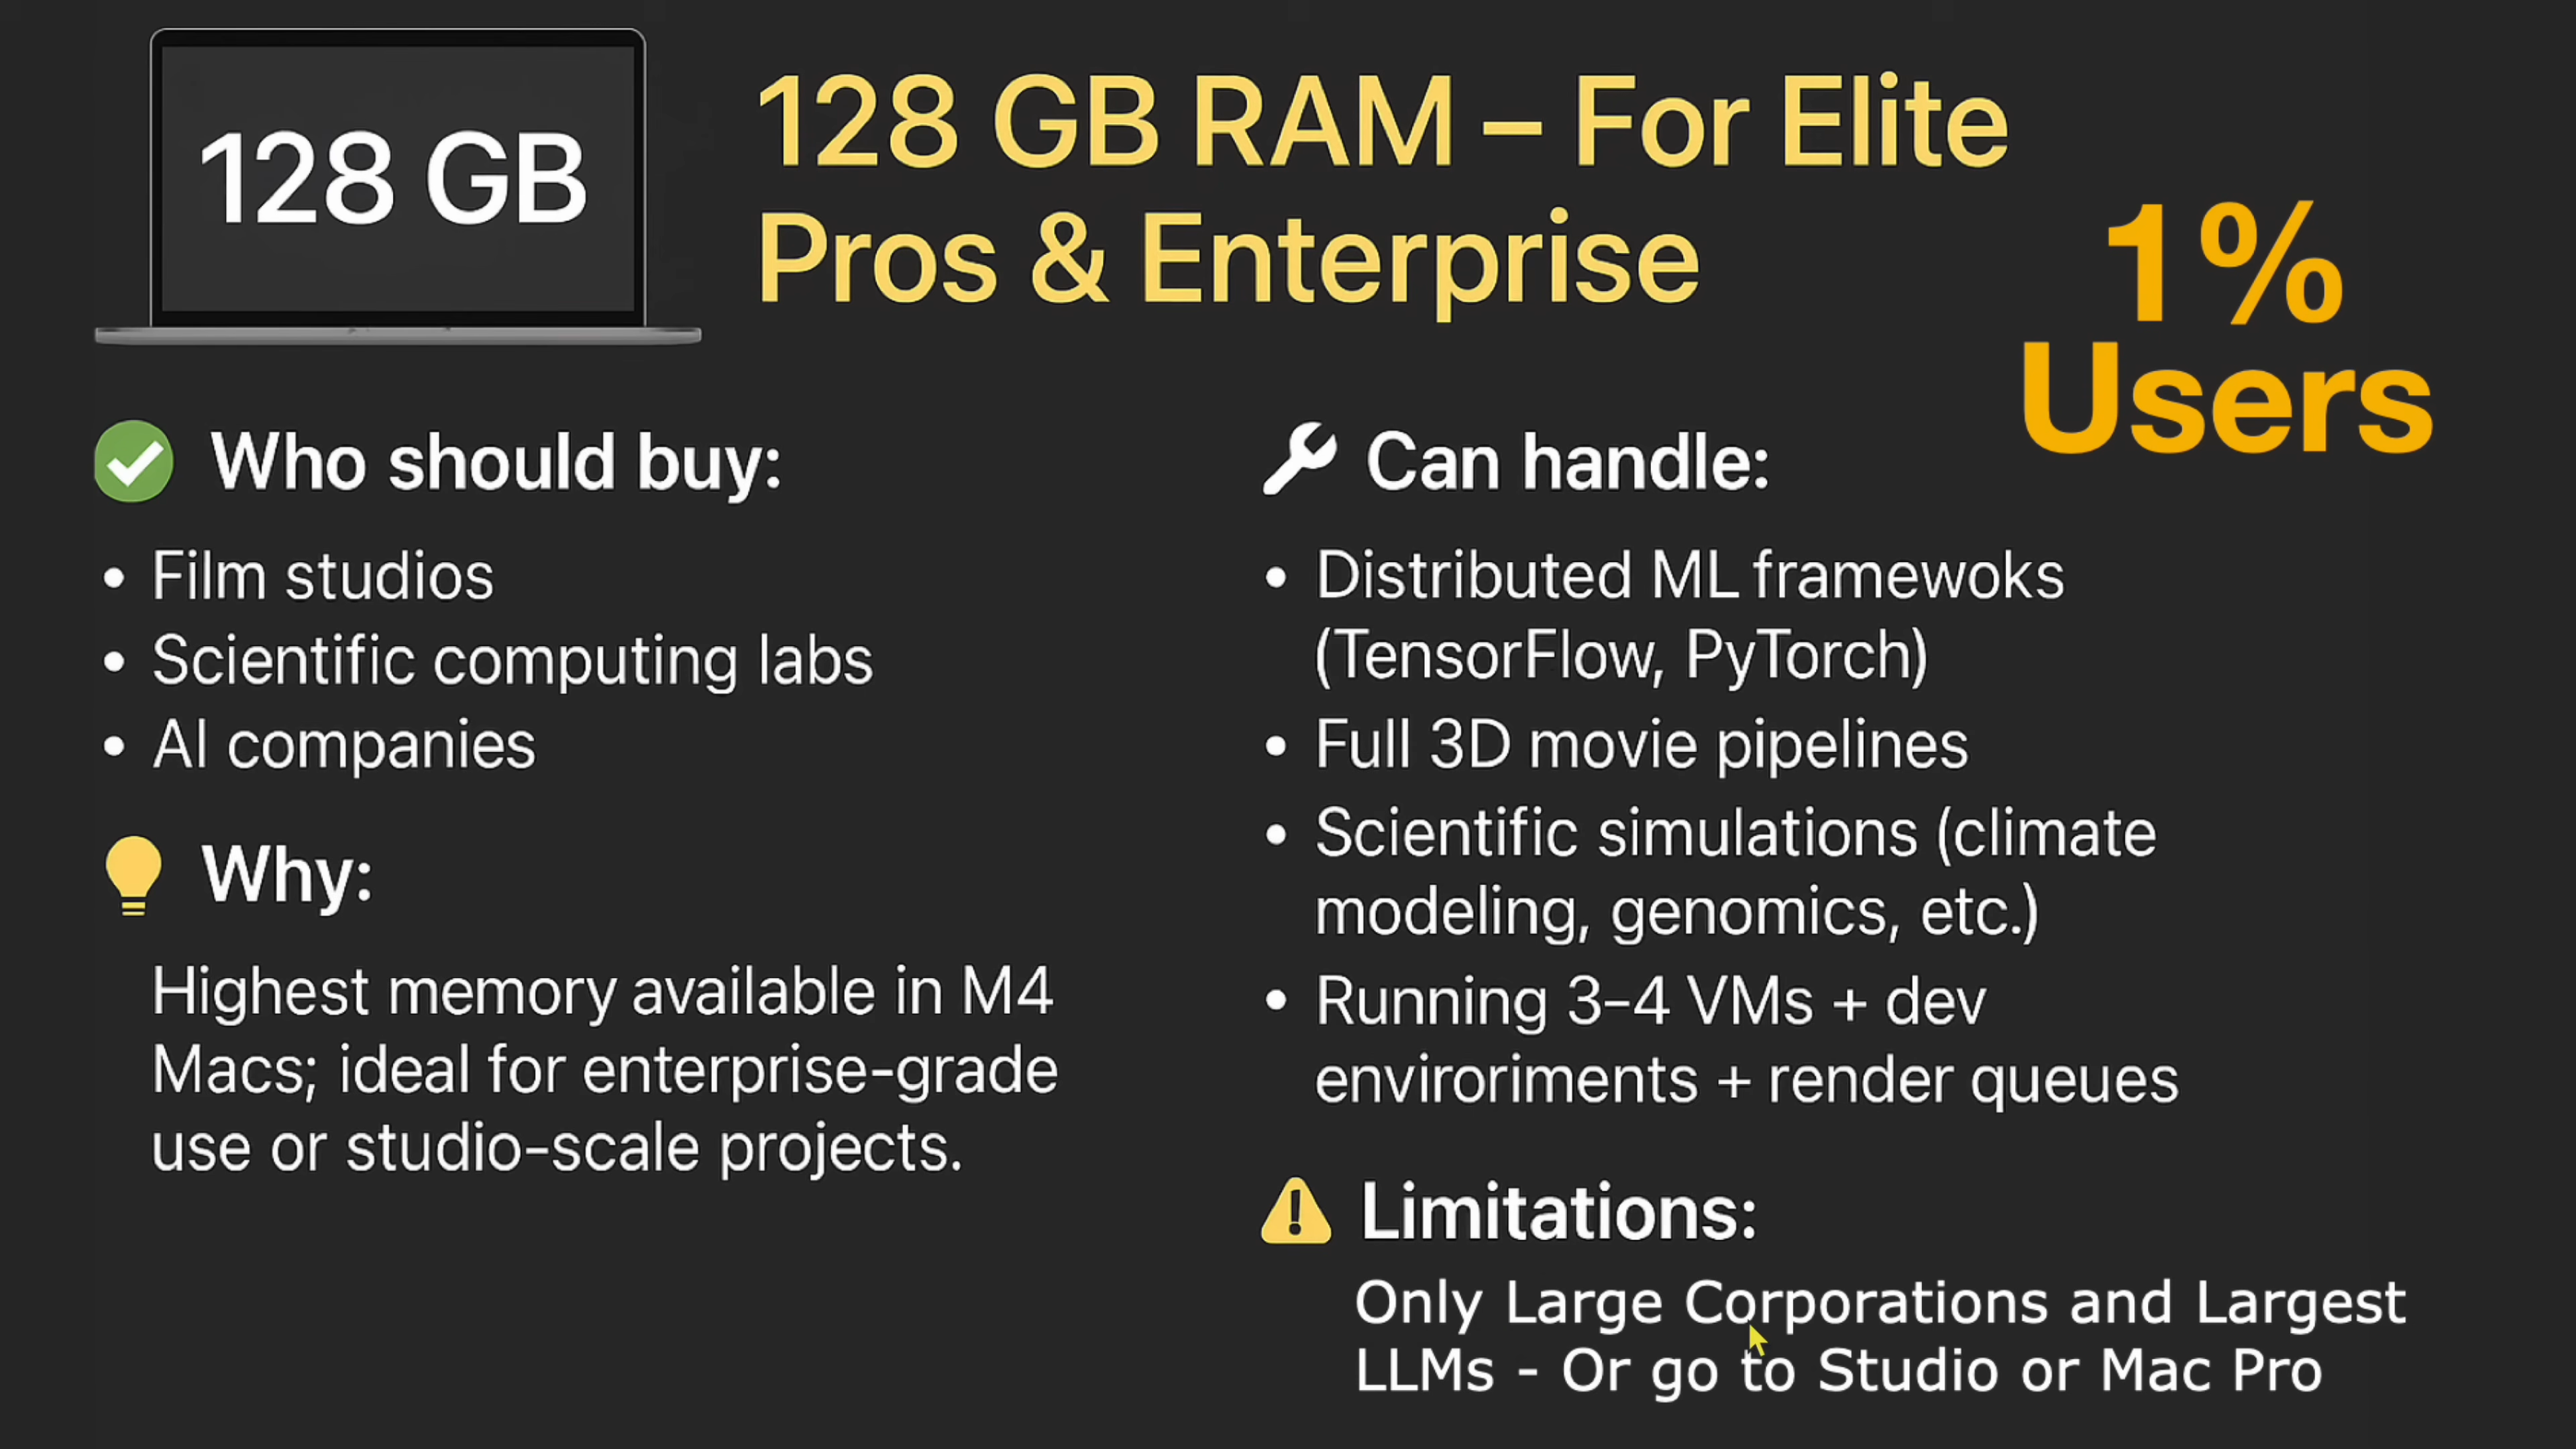 128 GB
128 GB RAM – For Elite
Pros & Enterprise
1%
Users
Who should buy:
• Film studios
• Scientific computing labs
• AI companies
Why:
Highest memory available in M4
Macs; ideal for enterprise-grade
use or studio-scale projects.
Can handle:
• Distributed ML framewoks
(TensorFlow, PyTorch)
• Full 3D movie pipelines
• Scientific simulations (climate
modeling, genomics, etc.)
• Running 3–4 VMs + dev
enviroriments + render queues
Limitations:
Only Large Corporations and Largest
LLMs - Or go to Studio or Mac Pro